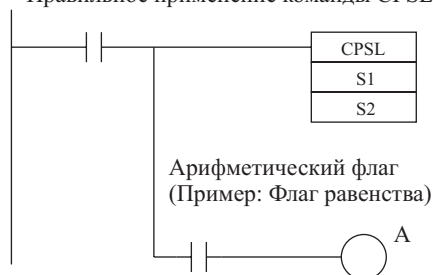 Правильное применение команды CPSL
CPSL
S1
S2
Арифметический флаг
(Пример: Флаг равенства)
A